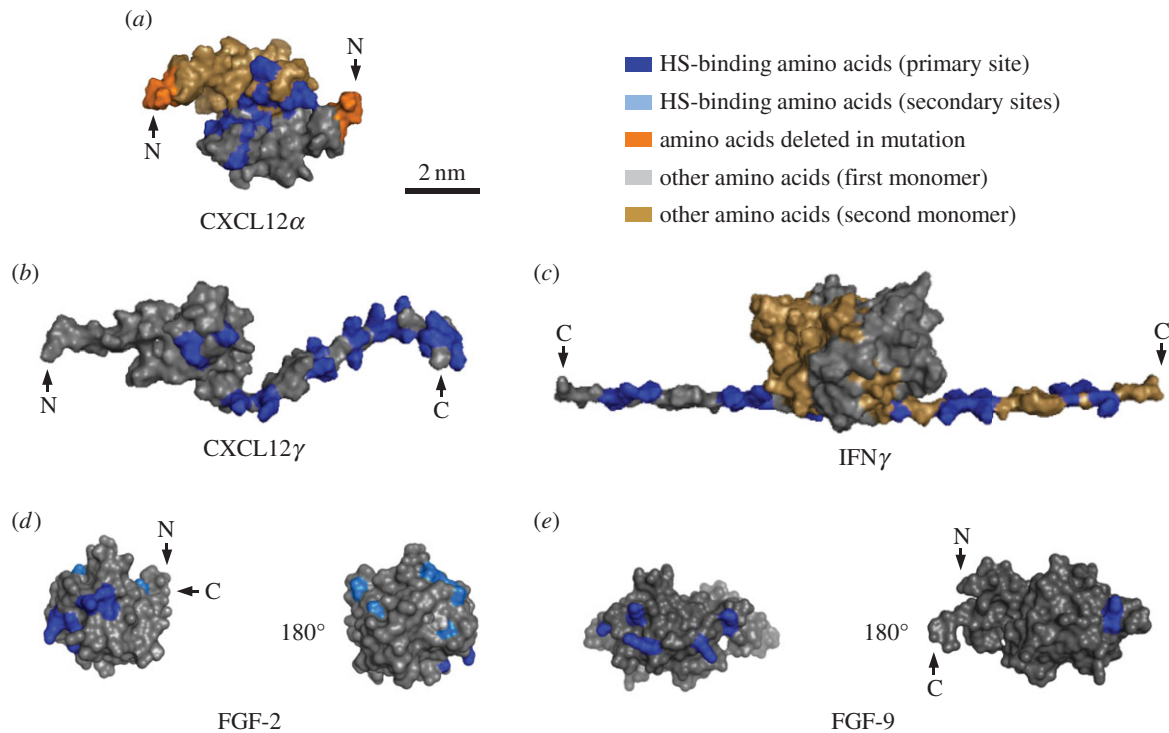 (a)
N
N
2 nm
CXCL12α
HS-binding amino acids (primary site)
HS-binding amino acids (secondary sites)
amino acids deleted in mutation
other amino acids (first monomer)
other amino acids (second monomer)
(b)
N
C
CXCL12γ
(c)
C
C
IFNγ
(d)
N
C
180°
FGF-2
(e)
180°
N
C
FGF-9